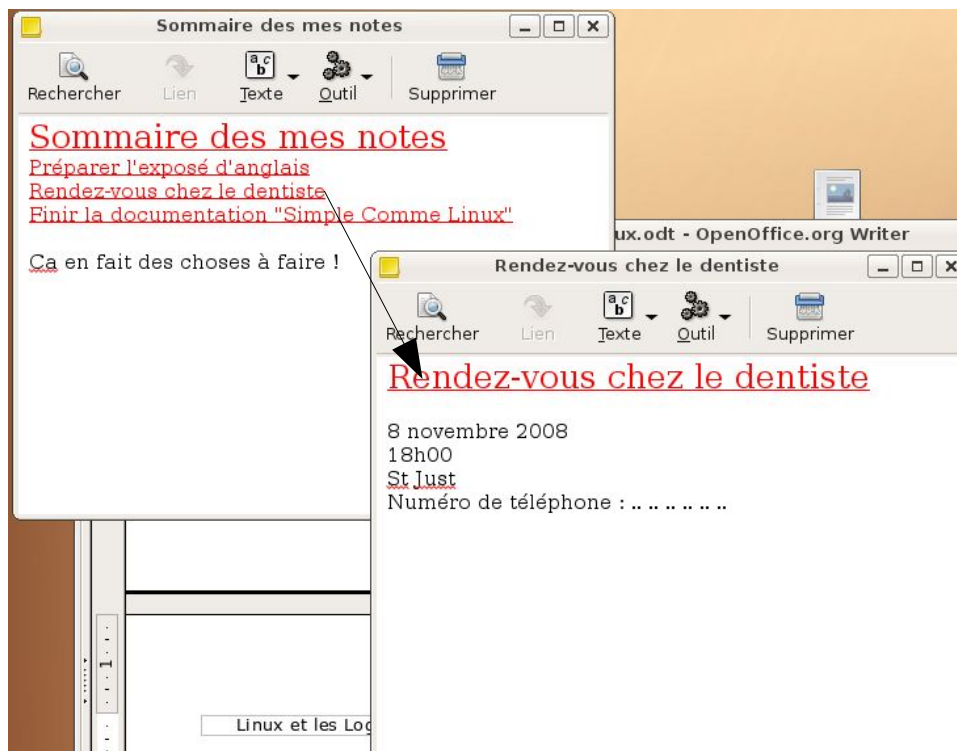 Sommaire des mes notes
Rechercher Lien Texte Outil Supprimer
Sommaire des mes notes
Préparer l'exposé d'anglais
Rendez-vous chez le dentiste
Finir la documentation "Simple Comme Linux"
Ça en fait des choses à faire !
ux.odt - OpenOffice.org Writer
Rendez-vous chez le dentiste
Rechercher Lien Texte Outil Supprimer
Rendez-vous chez le dentiste
8 novembre 2008
18h00
St Just
Numéro de téléphone : .. .. .. .. .. ..
1
Linux et les Log